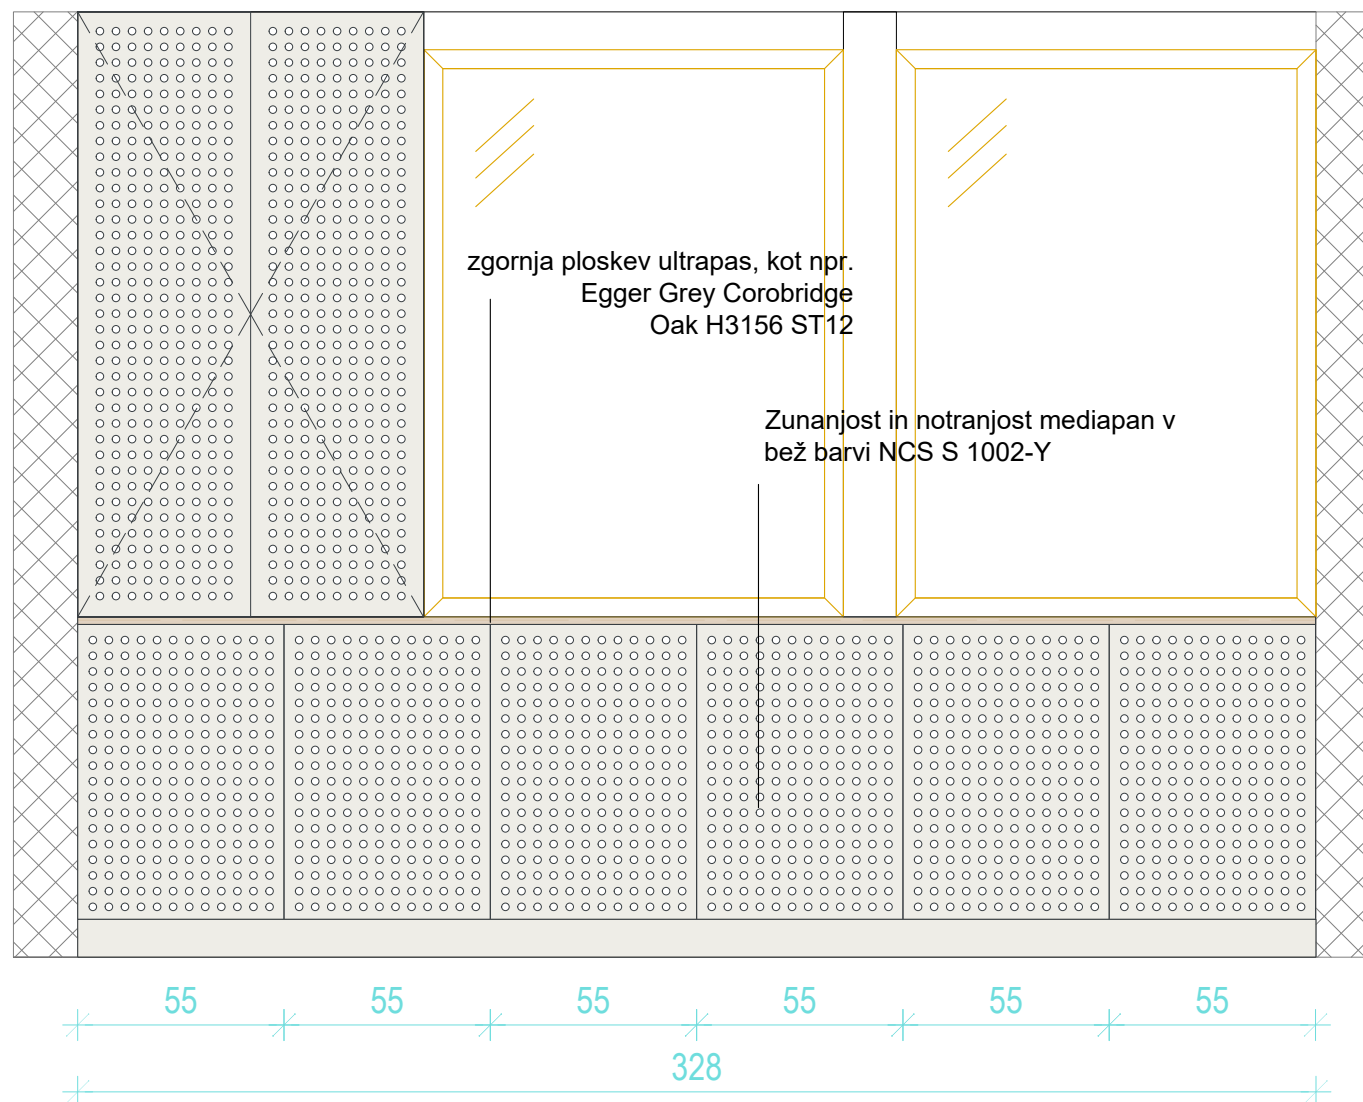 zgornja ploskev ultrapas, kot npr.
Egger Grey Corobridge
Oak H3156 ST12
Zunanjost in notranjost mediapan v
bež barvi NCS S 1002-Y
55 55 55 55 55 55
328